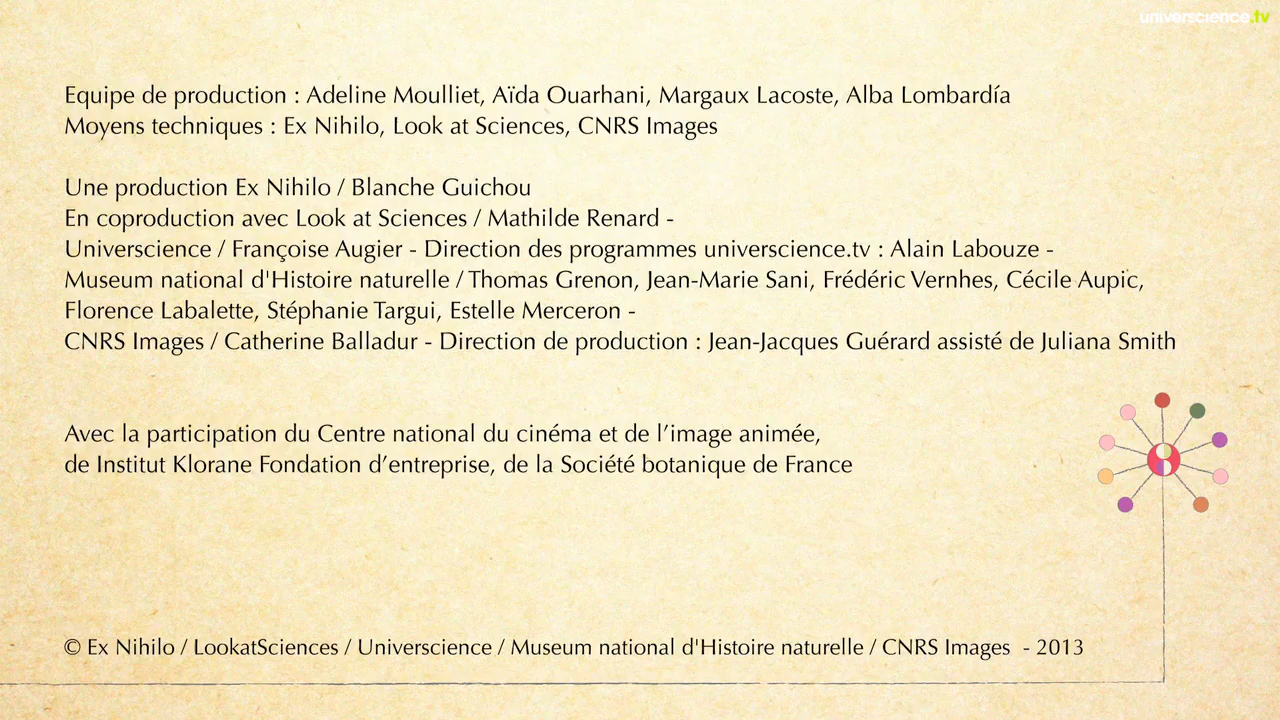 universcience.tv
Equipe de production : Adeline Moulliet, Aïda Ouarhani, Margaux Lacoste, Alba Lombardía
Moyens techniques : Ex Nihilo, Look at Sciences, CNRS Images
Une production Ex Nihilo / Blanche Guichou
En coproduction avec Look at Sciences / Mathilde Renard -
Universcience / Françoise Augier - Direction des programmes universcience.tv : Alain Labouze -
Museum national d'Histoire naturelle / Thomas Grenon, Jean-Marie Sani, Frédéric Vernhes, Cécile Aupic,
Florence Labalette, Stéphanie Targui, Estelle Merceron -
CNRS Images / Catherine Balladur - Direction de production : Jean-Jacques Guérard assisté de Juliana Smith
Avec la participation du Centre national du cinéma et de l’image animée,
de Institut Klorane Fondation d’entreprise, de la Société botanique de France
© Ex Nihilo / LookatSciences / Universcience / Museum national d'Histoire naturelle / CNRS Images - 2013